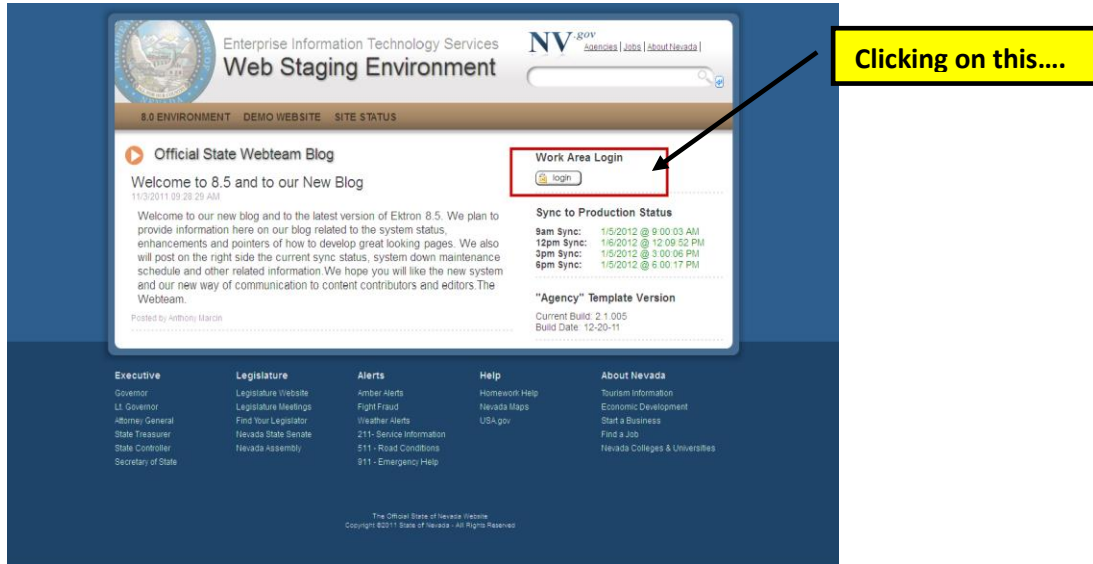 Enterprise Information Technology Services
Web Staging Environment
NV.gov
Agencies | Jobs | About Nevada |
Clicking on this....
8.0 ENVIRONMENT DEMO WEBSITE SITE STATUS
Official State Webteam Blog
Welcome to 8.5 and to our New Blog
11/3/2011 09:28:29 AM
Welcome to our new blog and to the latest version of Ektron 8.5. We plan to
provide information here on our blog related to the system status,
enhancements and pointers of how to develop great looking pages. We also
will post on the right side the current sync status, system down maintenance
schedule and other related information.We hope you will like the new system
and our new way of communication to content contributors and editors.The
Webteam.
Posted by Anthony Marcin
Work Area Login
login
Sync to Production Status
9am Sync: 1/5/2012 @ 9:00:03 AM
12pm Sync: 1/6/2012 @ 12:09:52 PM
3pm Sync: 1/5/2012 @ 3:00:06 PM
6pm Sync: 1/5/2012 @ 6:00:17 PM
"Agency" Template Version
Current Build: 2.1.005
Build Date: 12-20-11
Executive
Governor
Lt. Governor
Attorney General
State Treasurer
State Controller
Secretary of State
Legislature
Legislature Website
Legislature Meetings
Find Your Legislator
Nevada State Senate
Nevada Assembly
Alerts
Amber Alerts
Fight Fraud
Weather Alerts
211- Service Information
511 - Road Conditions
911 - Emergency Help
Help
Homework Help
Nevada Maps
USA.gov
About Nevada
Tourism Information
Economic Development
Start a Business
Find a Job
Nevada Colleges & Universities
The Official State of Nevada Website
Copyright ©2011 State of Nevada - All Rights Reserved